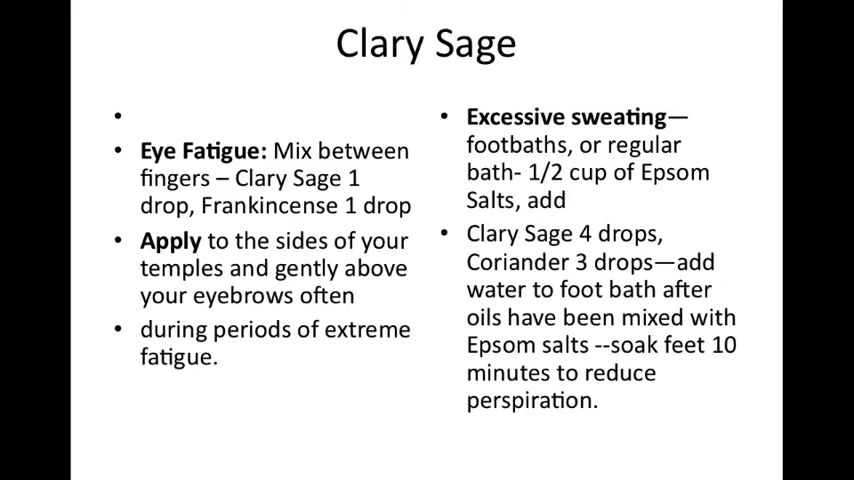 Clary Sage
•
• Eye Fatigue: Mix between
fingers – Clary Sage 1
drop, Frankincense 1 drop
• Apply to the sides of your
temples and gently above
your eyebrows often
• during periods of extreme
fatigue.
• Excessive sweating—
footbaths, or regular
bath- 1/2 cup of Epsom
Salts, add
• Clary Sage 4 drops,
Coriander 3 drops—add
water to foot bath after
oils have been mixed with
Epsom salts --soak feet 10
minutes to reduce
perspiration.